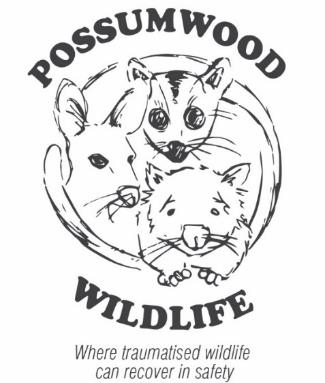 POSSUMWOOD
WILDLIFE
Where traumatised wildlife
can recover in safety